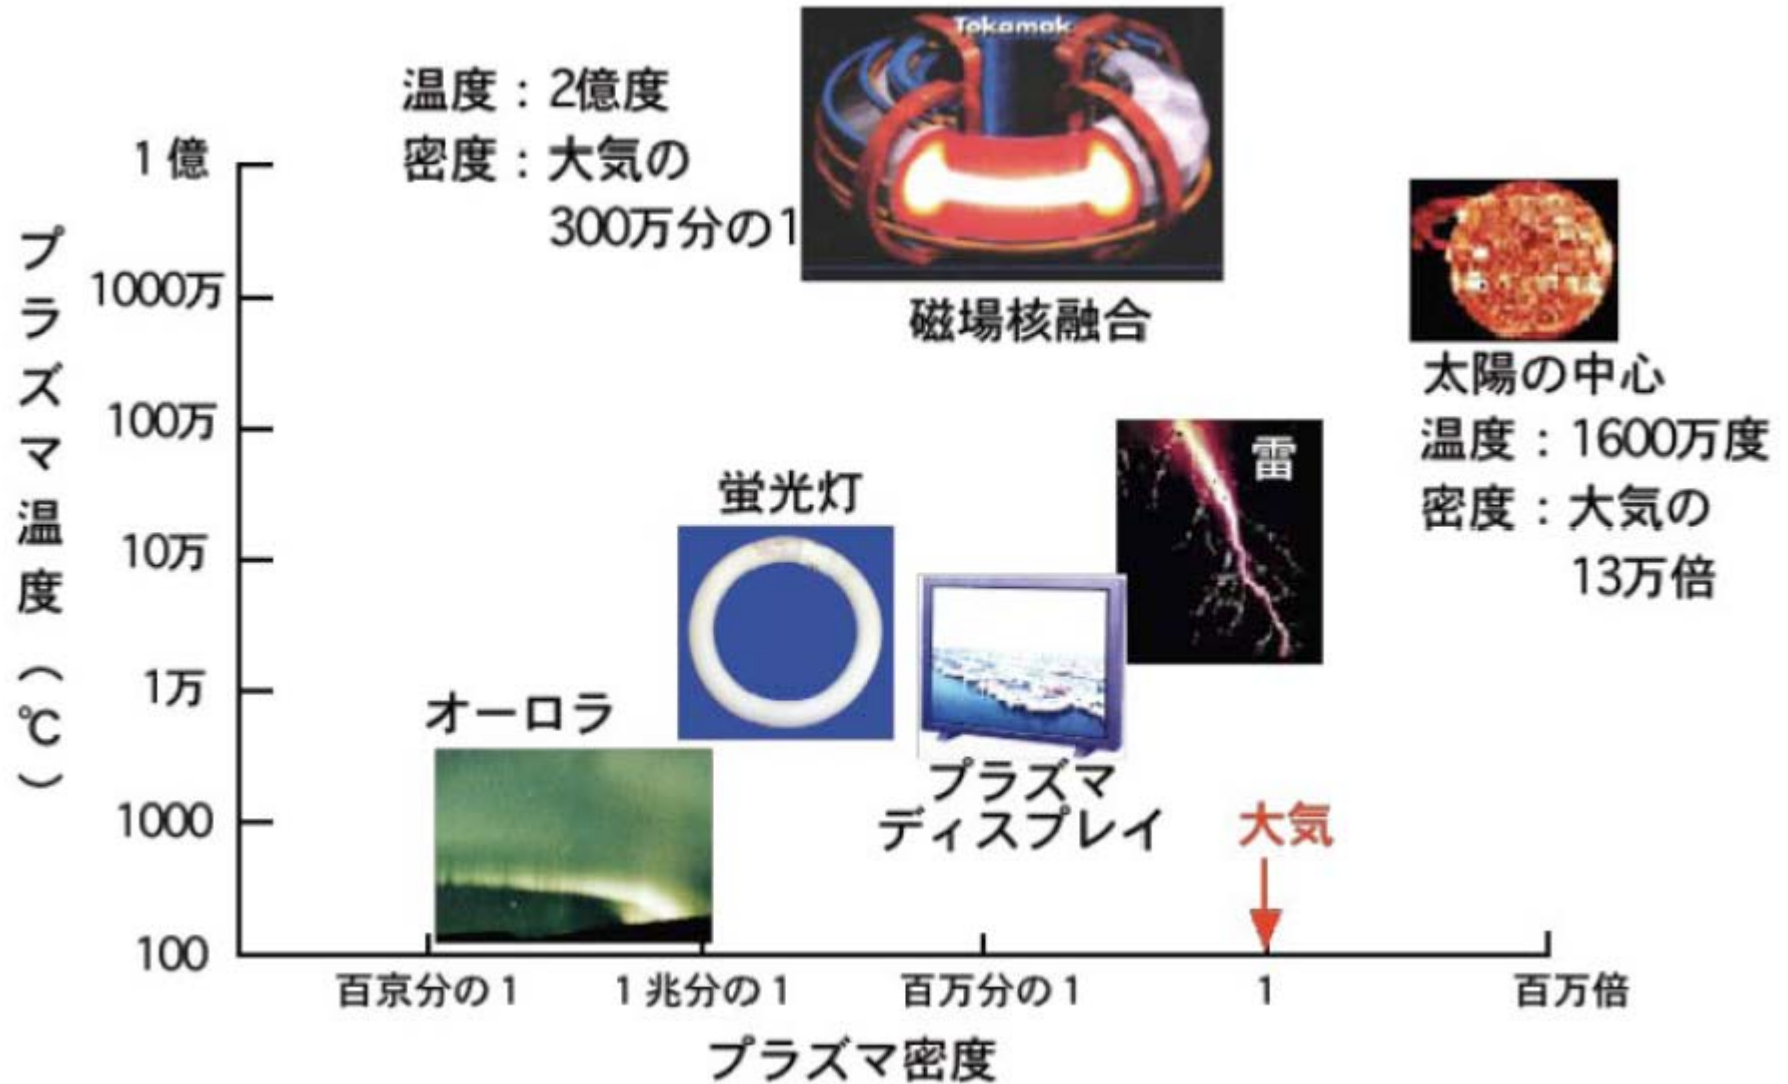 Tokamak
温度：2億度
密度：大気の
300万分の1
磁場核融合
太陽の中心
温度：1600万度
密度：大気の
13万倍
雷
蛍光灯
オーロラ
プラズマ
ディスプレイ
大気
プラズマ温度（℃）
1億
1000万
100万
10万
1万
1000
100
百京分の1
1兆分の1
百万分の1
1
百万倍
プラズマ密度